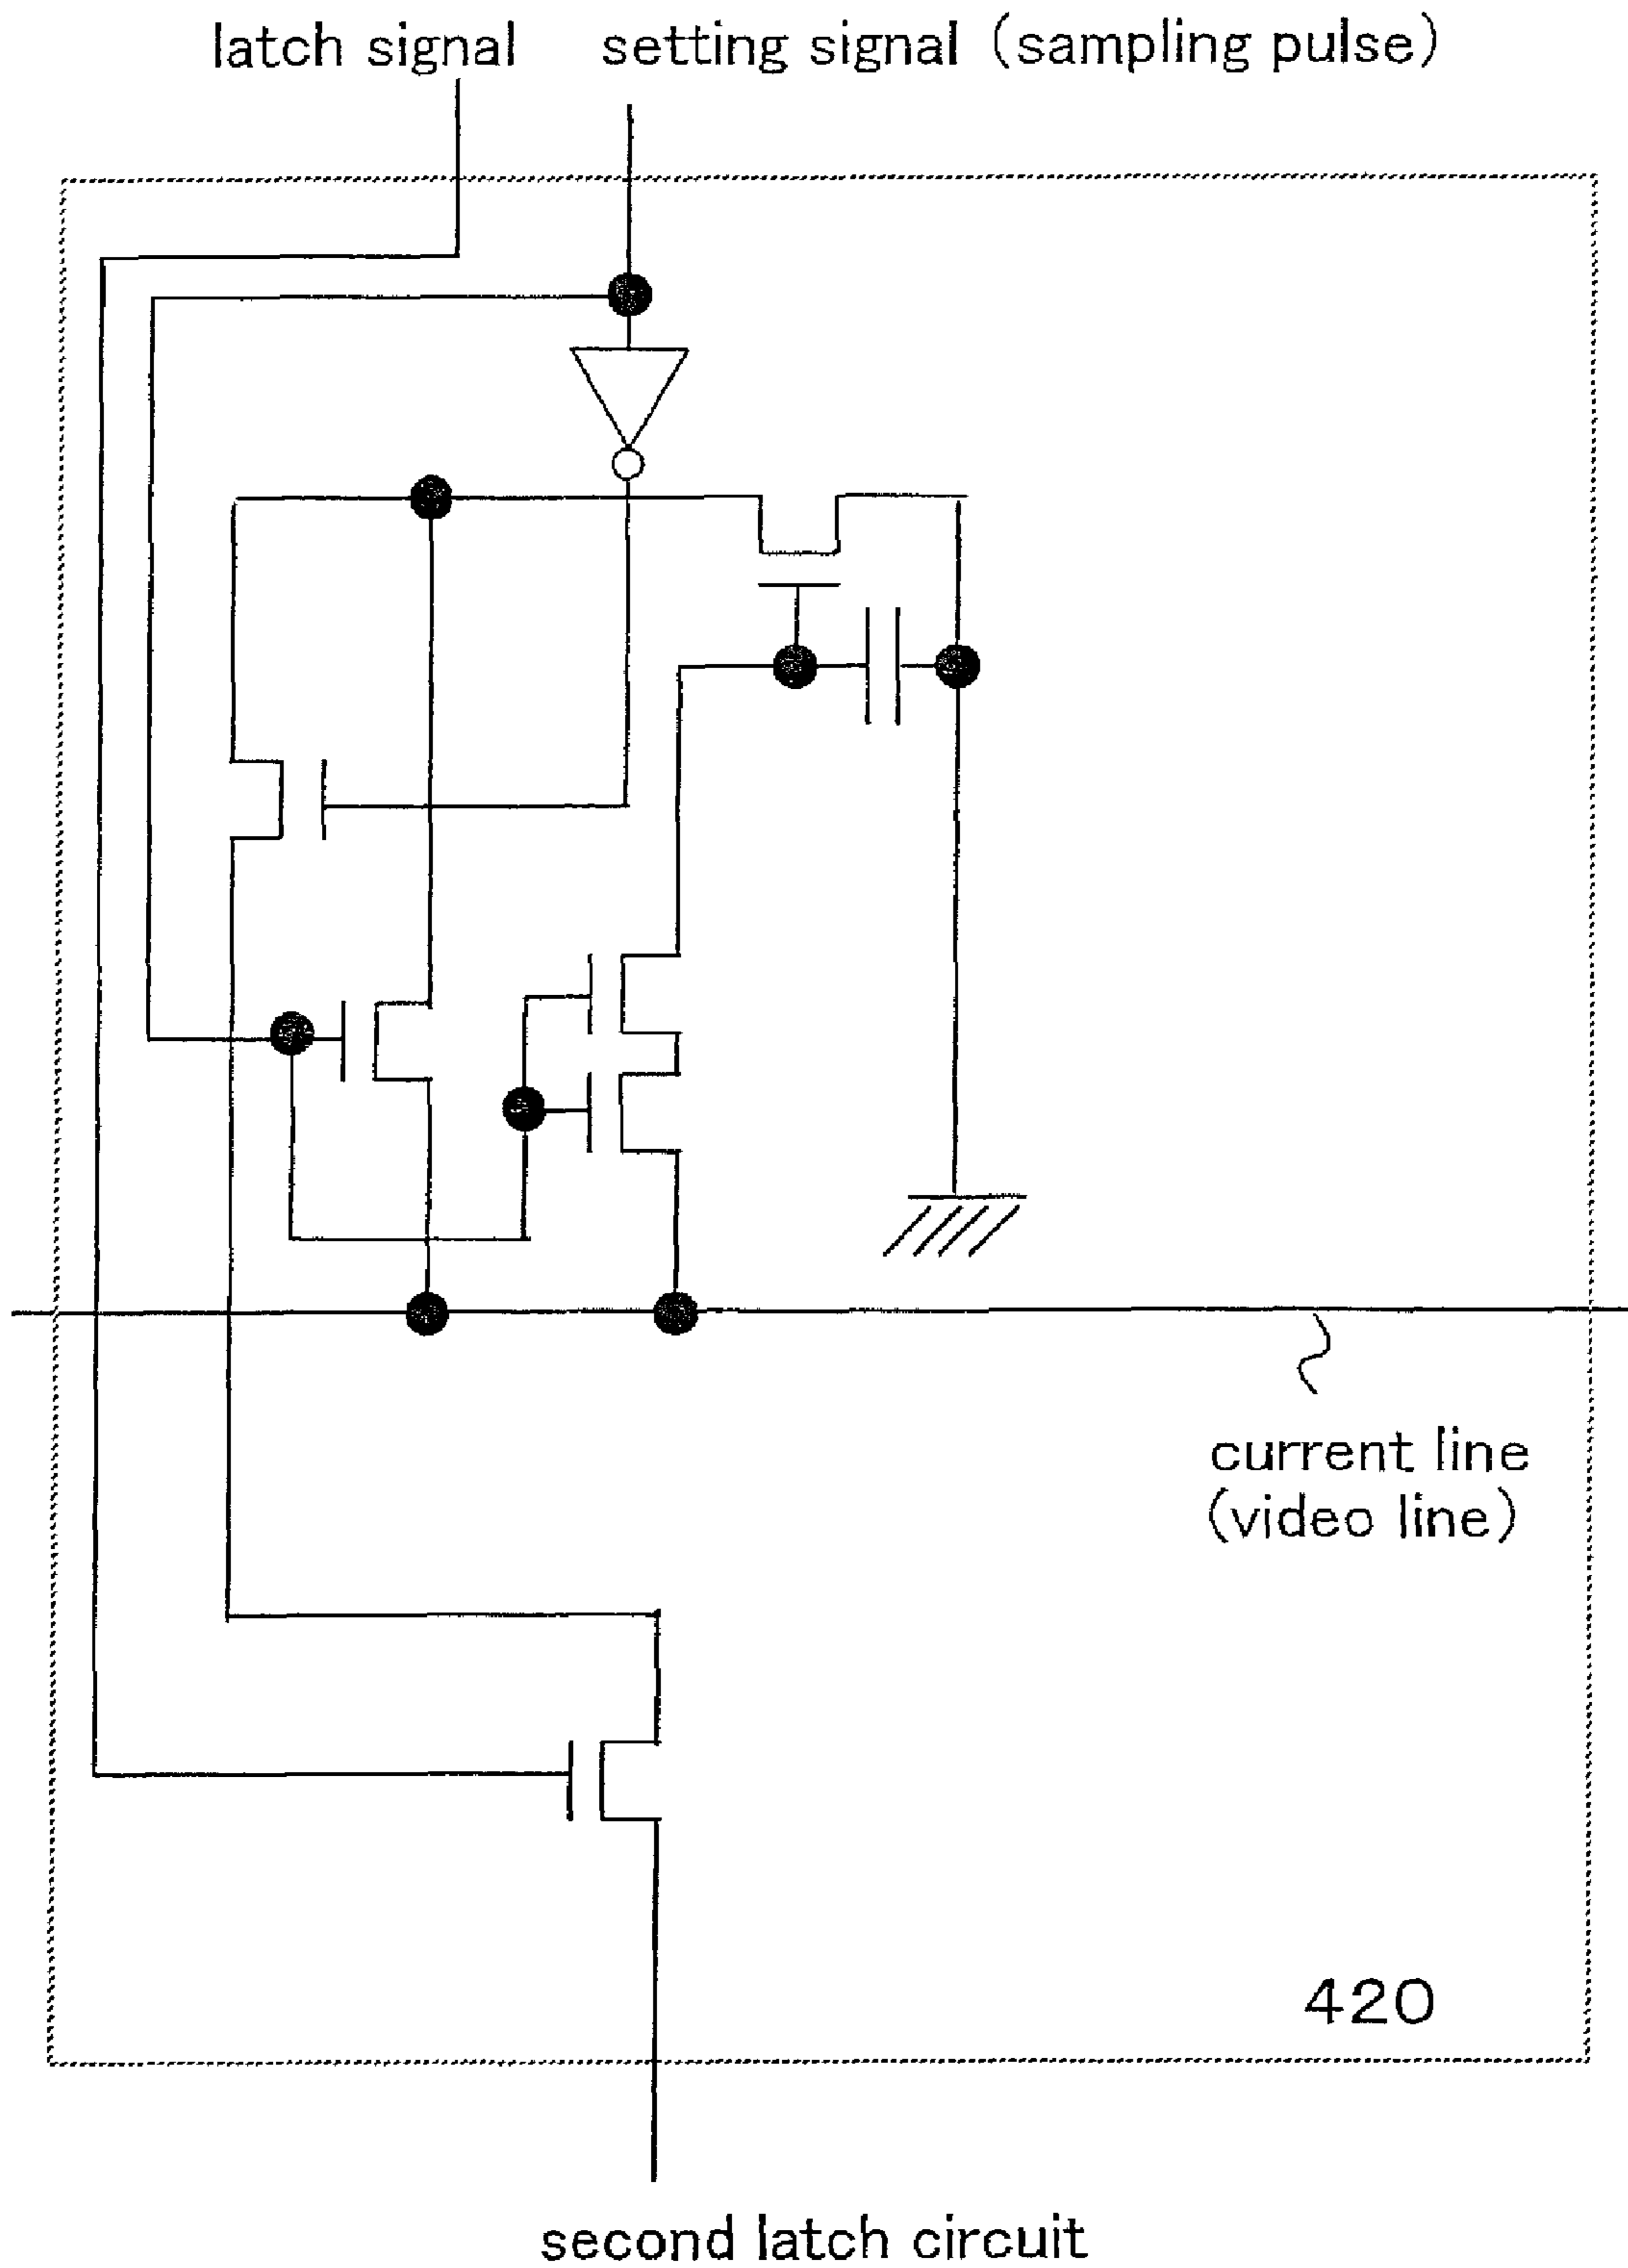 latch signal
setting signal (sampling pulse)
current line
(video line)
420
second latch circuit